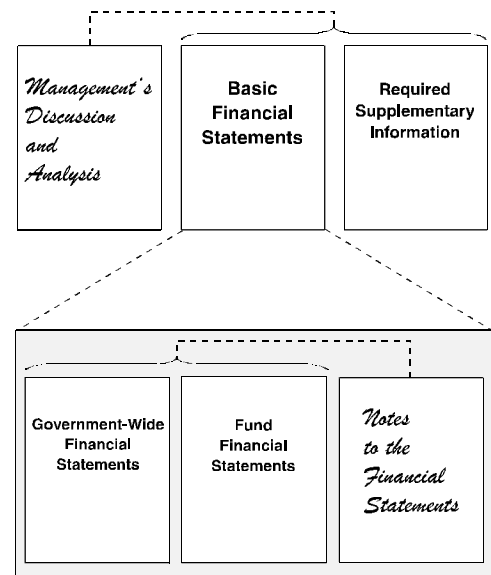 Management's
Discussion
and
Analysis
Basic
Financial
Statements
Required
Supplementary
Information
Government-Wide
Financial
Statements
Fund
Financial
Statements
Notes
to the
Financial
Statements